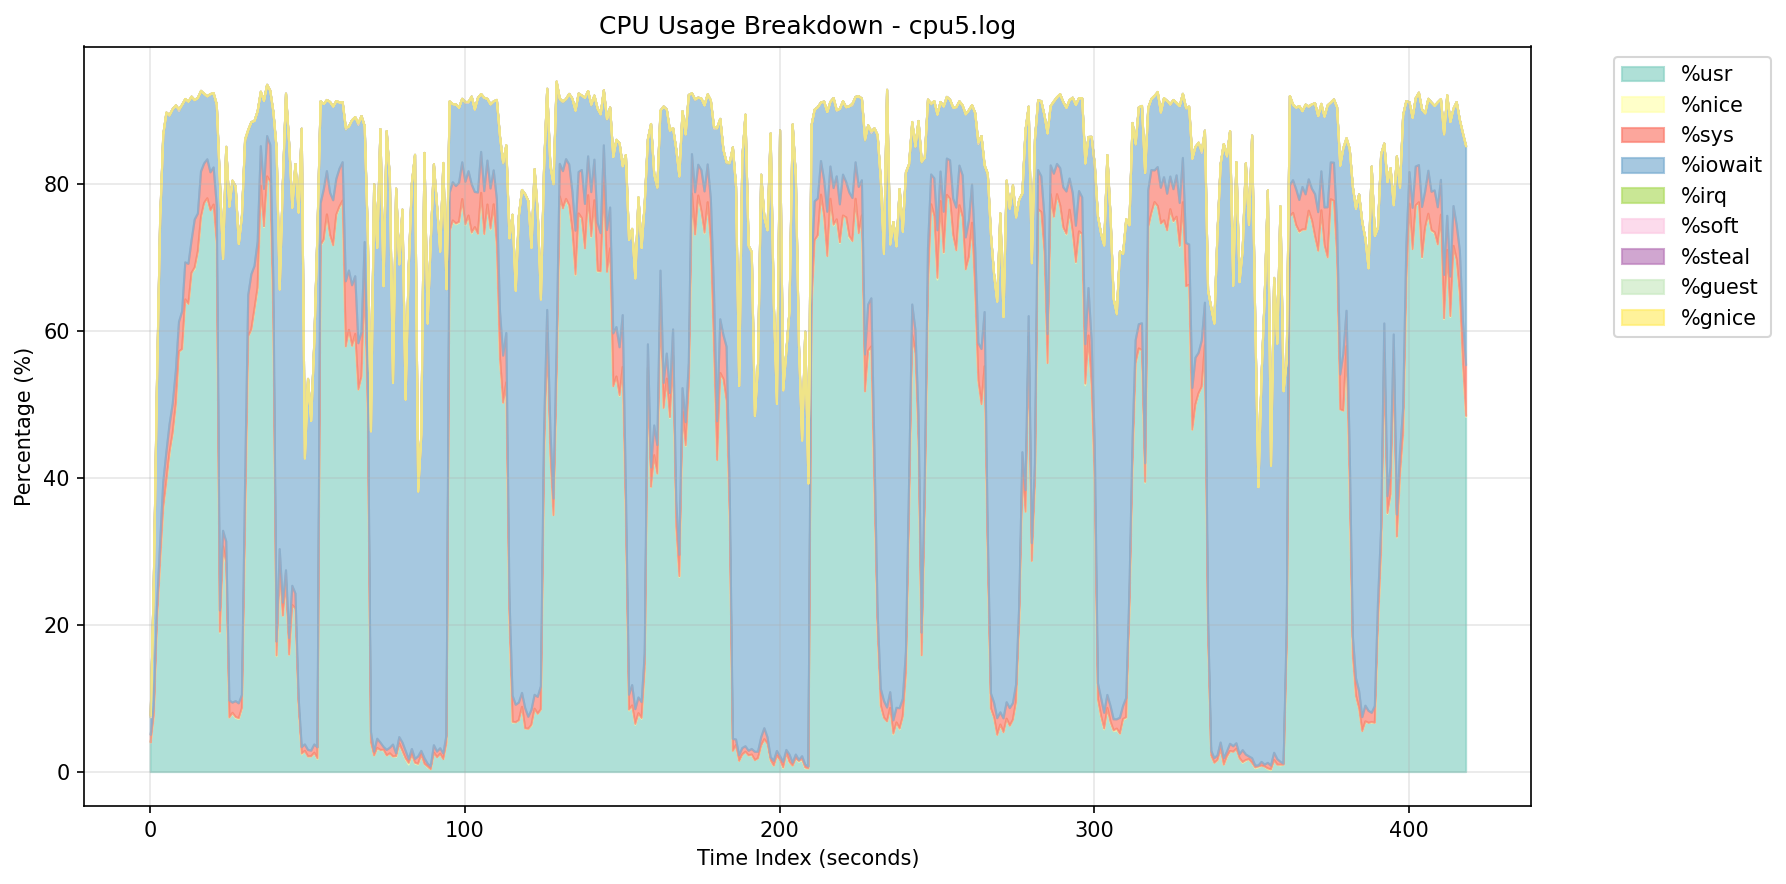 CPU Usage Breakdown - cpu5.log
Percentage (%)
80
60
40
20
0
0
100
200
300
400
Time Index (seconds)
%usr
%nice
%sys
%iowait
%irq
%soft
%steal
%guest
%gnice